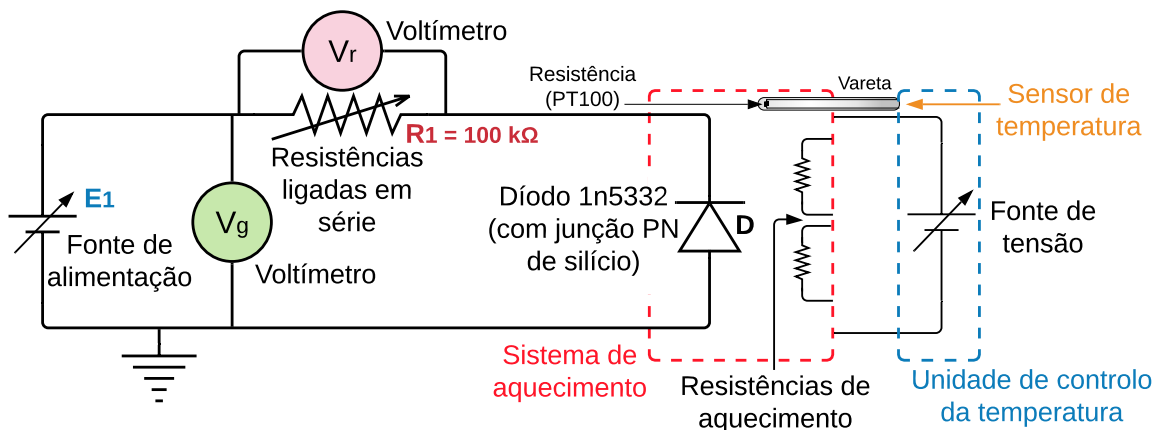 Voltímetro
Vr
Resistência
(PT100)
Vareta
Sensor de
temperatura
R1 = 100 kΩ
Resistências
ligadas em
série
E1
Fonte de
alimentação
Vg
Voltímetro
Díodo 1n5332
(com junção PN
de silício)
D
Fonte de
tensão
Sistema de
aquecimento
Resistências de
aquecimento
Unidade de controlo
da temperatura